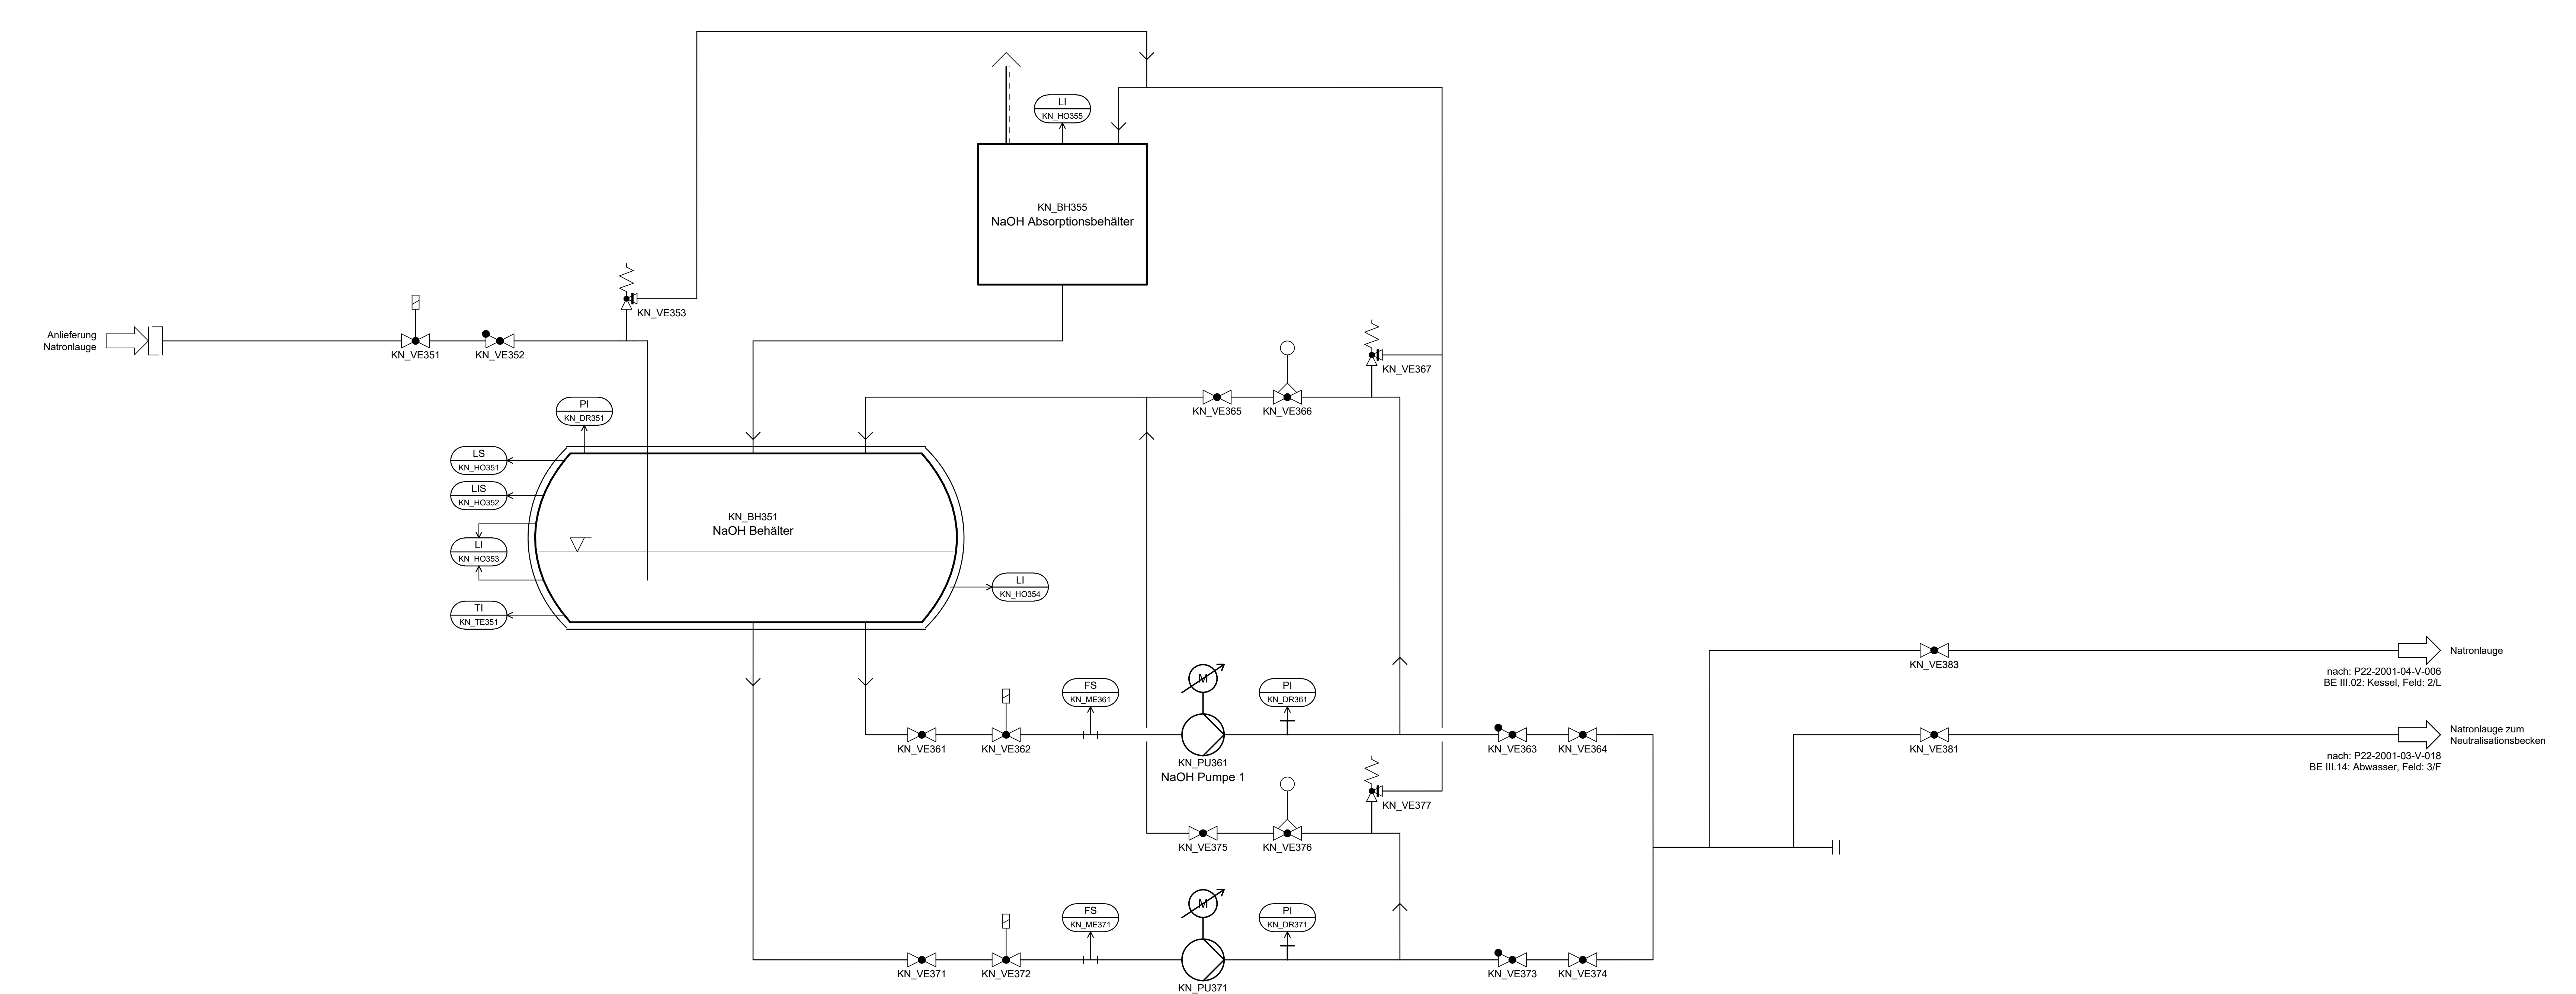 LI
KN_HO355
KN_BH355
NaOH Absorptionsbehälter
KN_VE353
Anlieferung
Natronlauge
KN_VE351
KN_VE352
KN_VE367
KN_VE365
KN_VE366
PI
KN_DR351
LS
KN_HO351
LIS
KN_HO352
KN_BH351
NaOH Behälter
LI
KN_HO353
LI
KN_HO354
TI
KN_TE351
KN_VE383
Natronlauge
nach: P22-2001-04-V-006
BE III.02: Kessel, Feld: 2/L
M
FS
KN_ME361
PI
KN_DR361
KN_VE361
KN_VE362
KN_PU361
NaOH Pumpe 1
KN_VE363
KN_VE364
KN_VE381
Natronlauge zum
Neutralisationsbecken
nach: P22-2001-03-V-018
BE III.14: Abwasser, Feld: 3/F
KN_VE377
KN_VE375
KN_VE376
M
FS
KN_ME371
PI
KN_DR371
KN_VE371
KN_VE372
KN_PU371
KN_VE373
KN_VE374